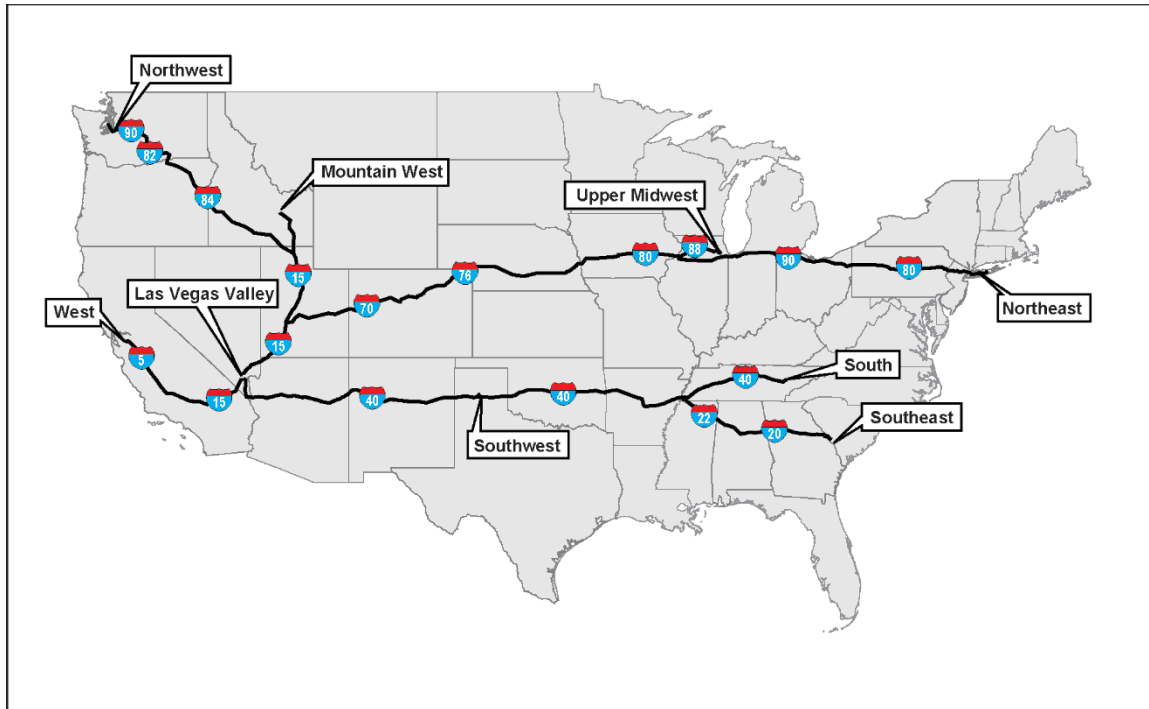 Northwest
90
82
Mountain West
84
Upper Midwest
88
80
90
80
15
76
Las Vegas Valley
70
Northeast
West
15
5
South
40
15
40
40
22
Southeast
20
Southwest